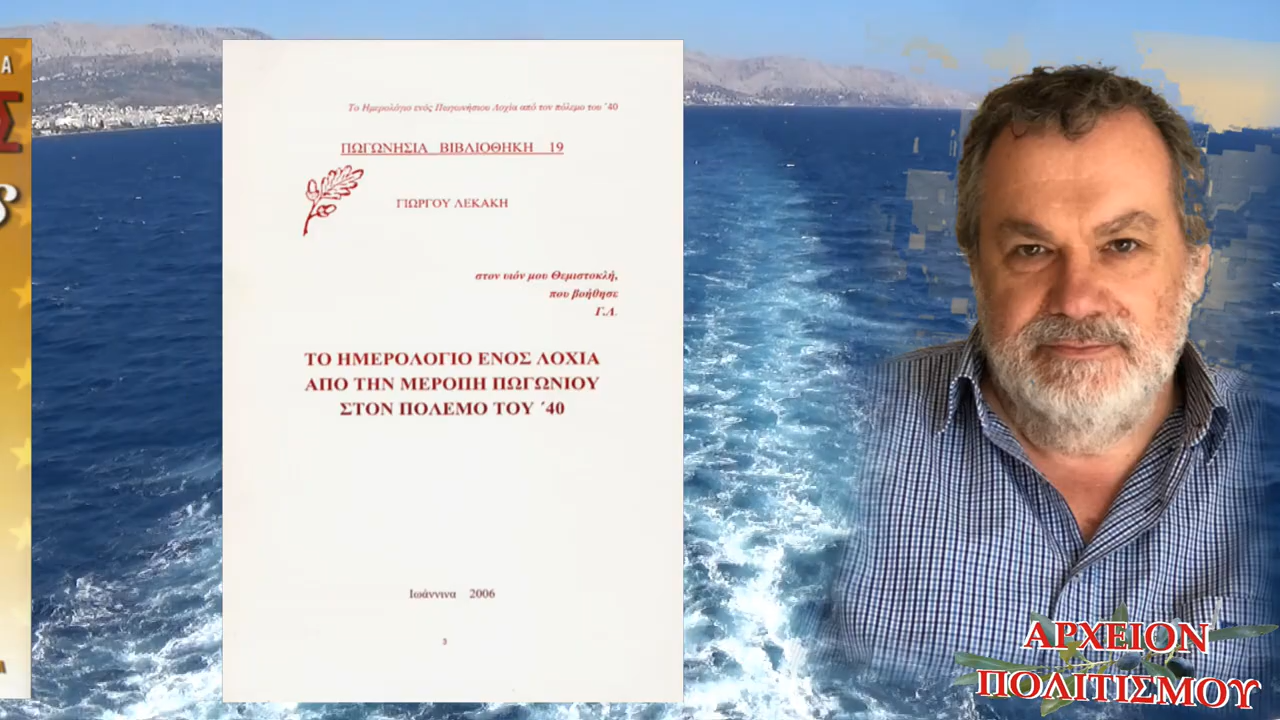 Α
Σ
Το Ημερολόγιο ενός Πωγωνήσιου Λοχία από τον πόλεμο του ΄40
ΠΩΓΩΝΗΣΙΑ ΒΙΒΛΙΟΘΗΚΗ 19
ΓΙΩΡΓΟΥ ΛΕΚΑΚΗ
στον υιόν μου Θεμιστοκλή,
που βοήθησε
Γ.Λ.
ΤΟ ΗΜΕΡΟΛΟΓΙΟ ΕΝΟΣ ΛΟΧΙΑ
ΑΠΟ ΤΗΝ ΜΕΡΟΠΗ ΠΩΓΩΝΙΟΥ
ΣΤΟΝ ΠΟΛΕΜΟ ΤΟΥ ΄40
Ιωάννινα 2006
3
ΑΡΧΕΙΟΝ
ΠΟΛΙΤΙΣΜΟΥ